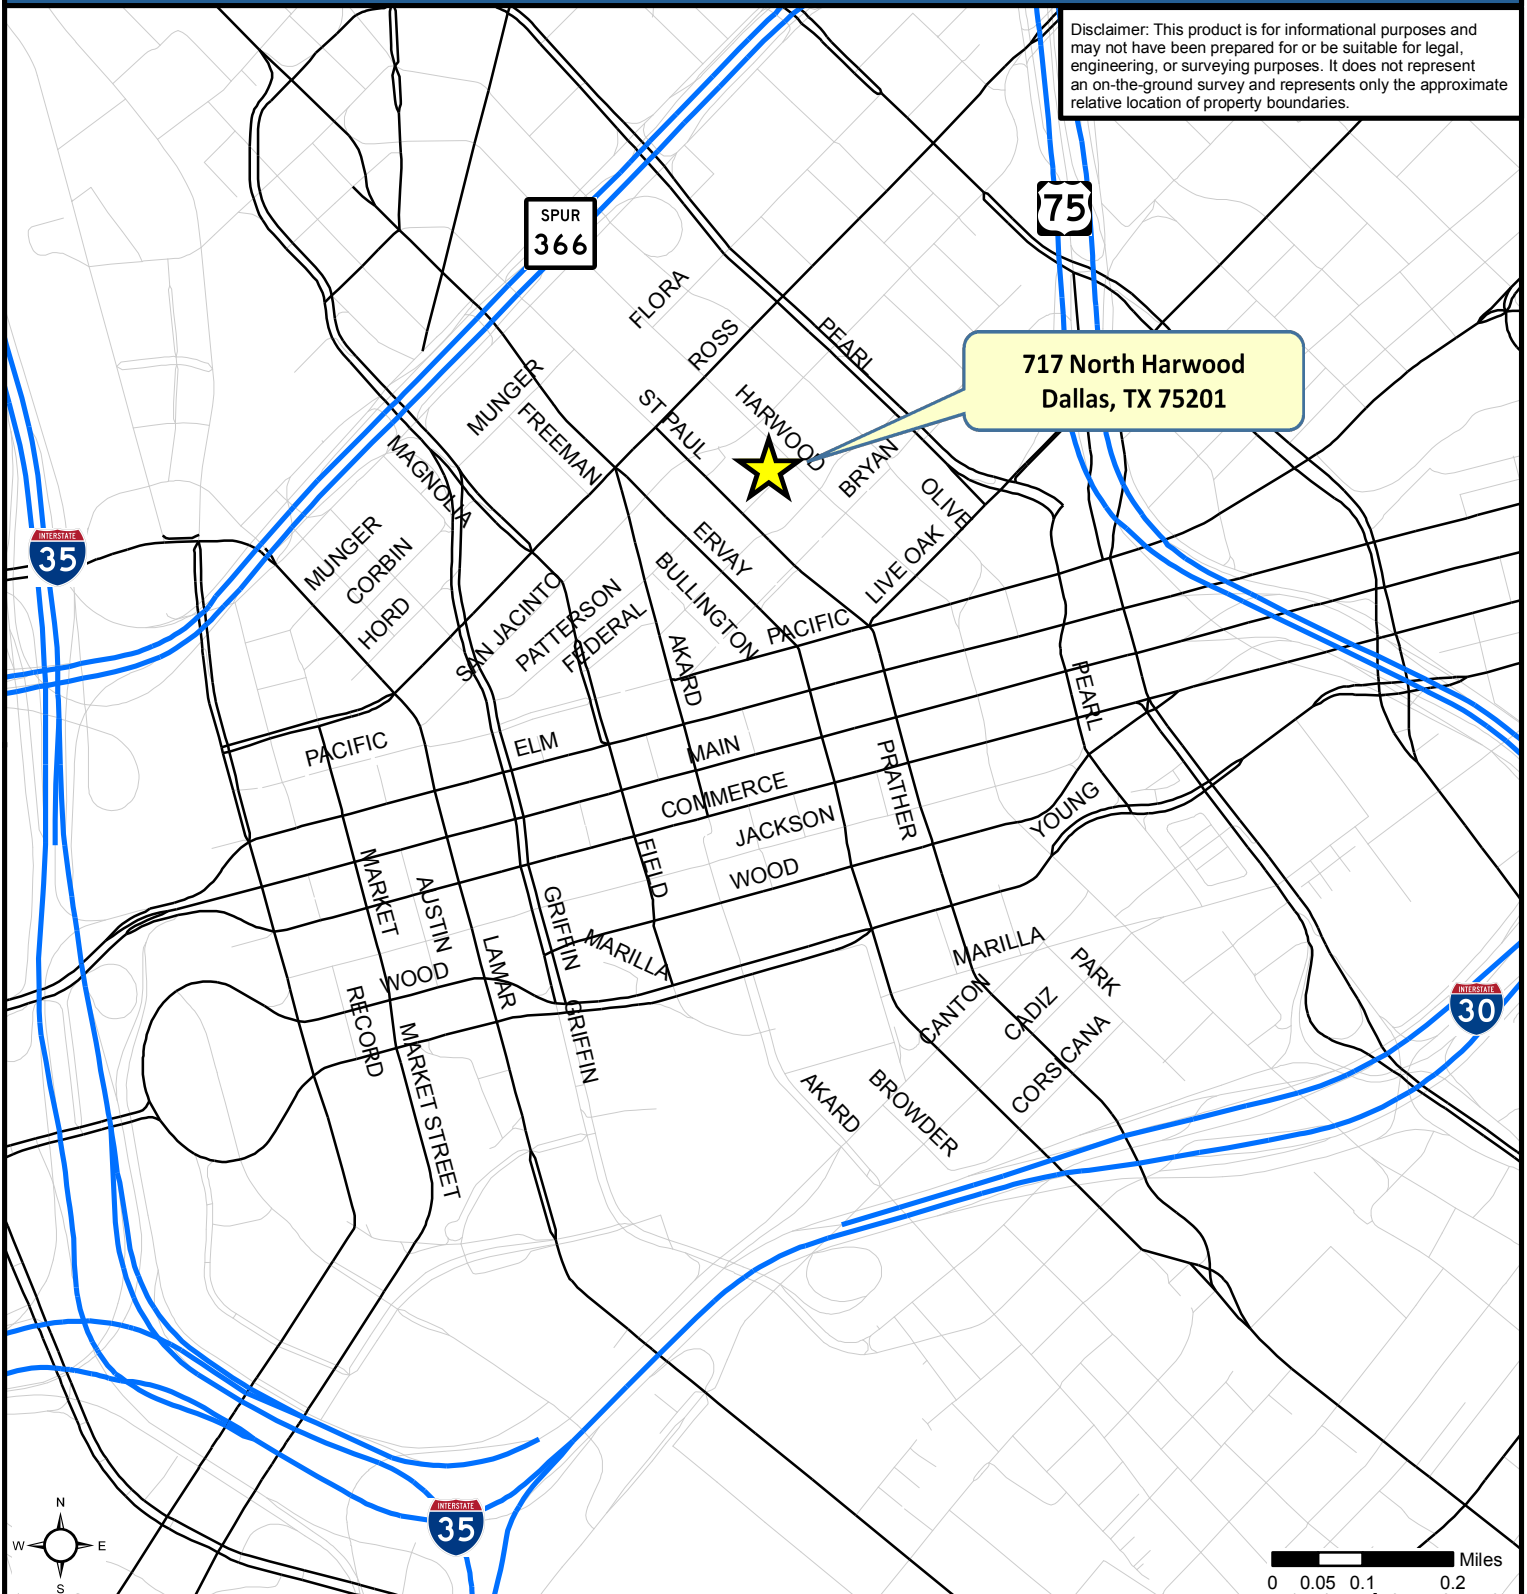 Disclaimer: This product is for informational purposes and
may not have been prepared for or be suitable for legal,
engineering, or surveying purposes. It does not represent
an on-the-ground survey and represents only the approximate
relative location of property boundaries.
75
SPUR
366
FLORA
ROSS
PEARL
717 North Harwood
Dallas, TX 75201
MUNGER
FREEMAN
ST PAUL
HARWOOD
BRYAN
OLIVE
MAGNOLIA
INTERSTATE
35
MUNGER
CORBIN
HORD
SAN JACINTO
PATTERSON
FEDERAL
ERVAY
BULLINGTON
AKARD
LIVE OAK
PACIFIC
PEARL
PACIFIC
ELM
MAIN
COMMERCE
JACKSON
WOOD
PRATHER
YOUNG
MARKET
AUSTIN
FIELD
GRIFFIN
MARILLA
LAMAR
WOOD
RECORD
MARKET STREET
GRIFFIN
MARILLA
PARK
CANTON
CADIZ
CORSICANA
INTERSTATE
30
AKARD
BROWDER
INTERSTATE
35
N
W
E
S
Miles
0 0.05 0.1 0.2